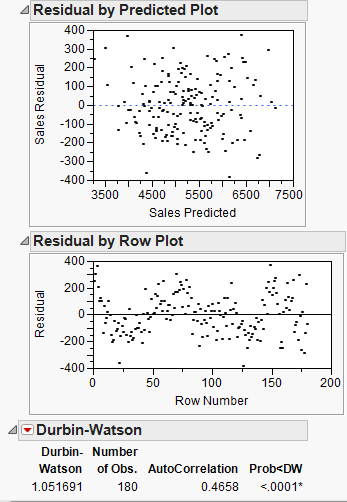 Residual by Predicted Plot
400
300
200
100
0
-100
-200
-300
-400
Sales Residual
3500 4500 5500 6500 7500
Sales Predicted
Residual by Row Plot
400
200
0
-200
-400
Residual
0 50 100 150 200
Row Number
Durbin-Watson
Durbin- Number
Watson of Obs. AutoCorrelation Prob<DW
1.051691 180 0.4658 <.0001*